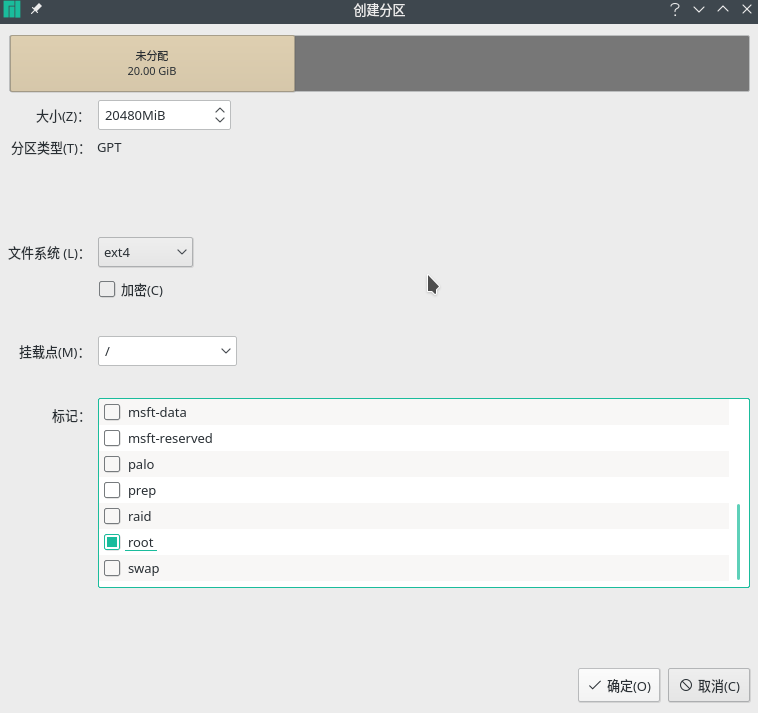 创建分区
未分配
20.00 GiB
大小(Z)： 20480MiB
分区类型(T)： GPT
文件系统 (L)： ext4
加密(C)
挂载点(M)： /
标记：
msft-data
msft-reserved
palo
prep
raid
root
swap
确定(O) 取消(C)